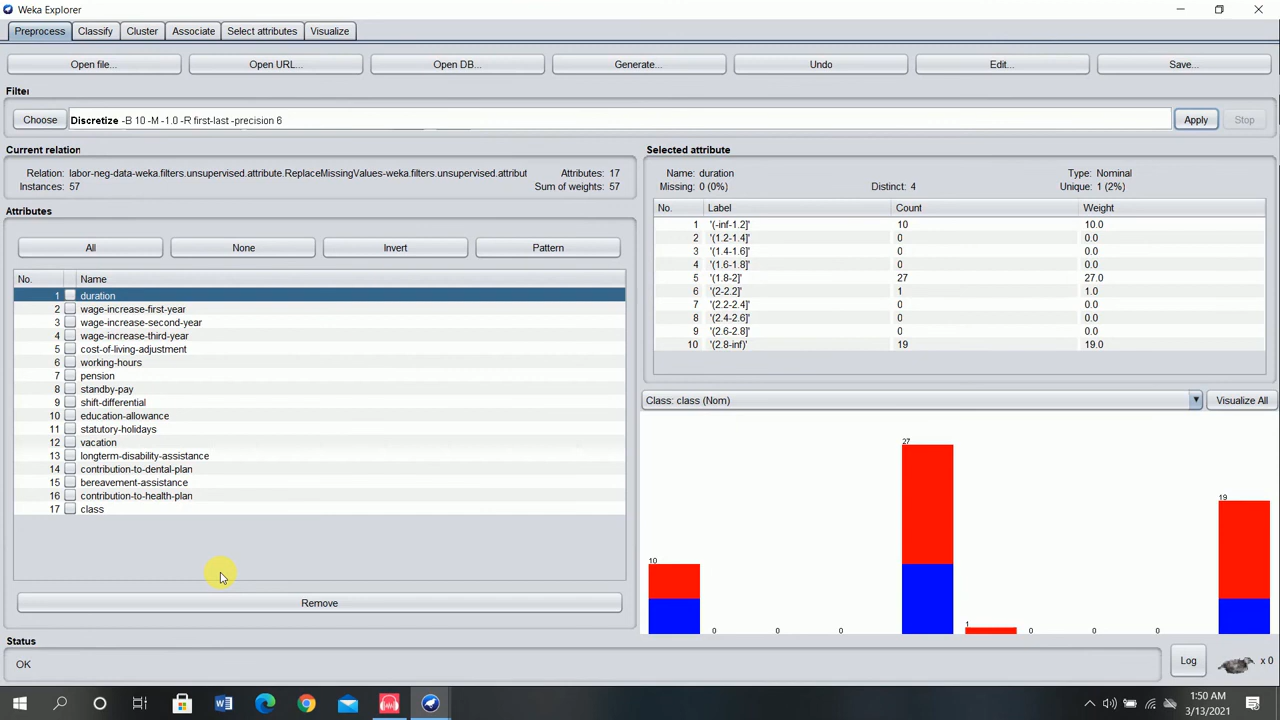 Weka Explorer
Preprocess Classify Cluster Associate Select attributes Visualize
Open file... Open URL... Open DB... Generate... Undo Edit... Save...
Filter
Choose Discretize -B 10 -M -1.0 -R first-last -precision 6 Apply Stop
Current relation
Relation: labor-neg-data-weka.filters.unsupervised.attribute.ReplaceMissingValues-weka.filters.unsupervised.attribut Attributes: 17
Instances: 57 Sum of weights: 57
Attributes
All None Invert Pattern
No. Name
1 duration
2 wage-increase-first-year
3 wage-increase-second-year
4 wage-increase-third-year
5 cost-of-living-adjustment
6 working-hours
7 pension
8 standby-pay
9 shift-differential
10 education-allowance
11 statutory-holidays
12 vacation
13 longterm-disability-assistance
14 contribution-to-dental-plan
15 bereavement-assistance
16 contribution-to-health-plan
17 class
Remove
Selected attribute
Name: duration Type: Nominal
Missing: 0 (0%) Distinct: 4 Unique: 1 (2%)
No. Label Count Weight
1 '(-inf-1.2]' 10 10.0
2 '(1.2-1.4]' 0 0.0
3 '(1.4-1.6]' 0 0.0
4 '(1.6-1.8]' 0 0.0
5 '(1.8-2]' 27 27.0
6 '(2-2.2]' 1 1.0
7 '(2.2-2.4]' 0 0.0
8 '(2.4-2.6]' 0 0.0
9 '(2.6-2.8]' 0 0.0
10 '(2.8-inf)' 19 19.0
Class: class (Nom) Visualize All
27
19
10
0 0 0 1 0 0 0
Status
OK
Log x 0
1:50 AM
3/13/2021